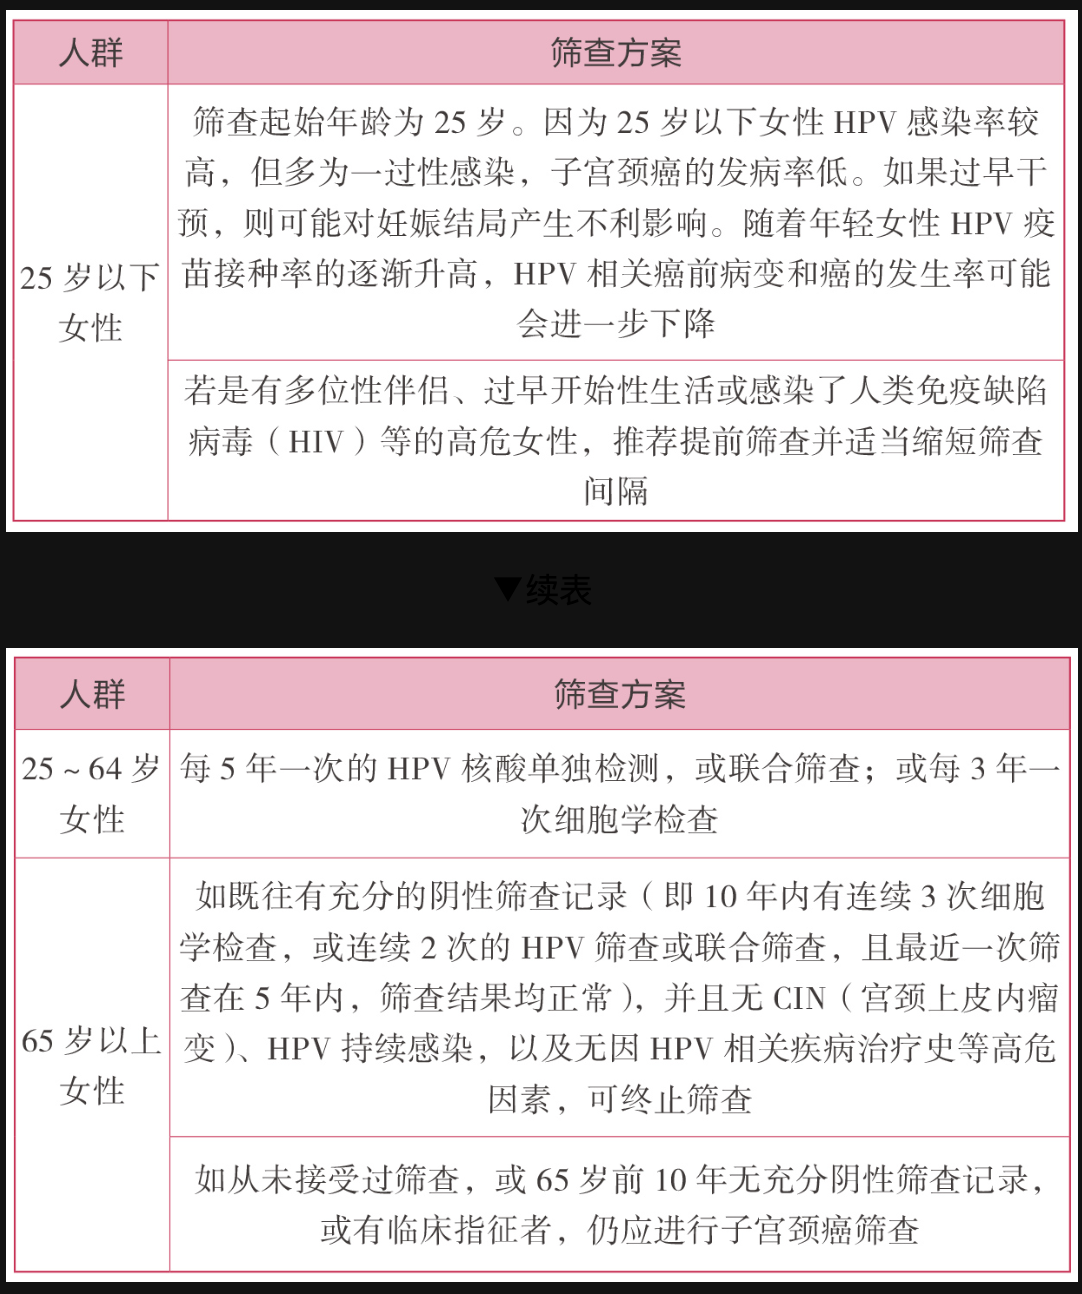 人群
筛查方案
25 岁以下
女性
筛查起始年龄为 25 岁。因为 25 岁以下女性 HPV 感染率较
高，但多为一过性感染，子宫颈癌的发病率低。如果过早干
预，则可能对妊娠结局产生不利影响。随着年轻女性 HPV 疫
苗接种率的逐渐升高，HPV 相关癌前病变和癌的发生率可能
会进一步下降
若是有多位性伴侣、过早开始性生活或感染了人类免疫缺陷
病毒（HIV）等的高危女性，推荐提前筛查并适当缩短筛查
间隔
▼续表
人群
筛查方案
25～64 岁
女性
每 5 年一次的 HPV 核酸单独检测，或联合筛查；或每 3 年一
次细胞学检查
65 岁以上
女性
如既往有充分的阴性筛查记录（即 10 年内有连续 3 次细胞
学检查，或连续 2 次的 HPV 筛查或联合筛查，且最近一次筛
查在 5 年内，筛查结果均正常），并且无 CIN（宫颈上皮内瘤
变）、HPV 持续感染，以及无因 HPV 相关疾病治疗史等高危
因素，可终止筛查
如从未接受过筛查，或 65 岁前 10 年无充分阴性筛查记录，
或有临床指征者，仍应进行子宫颈癌筛查